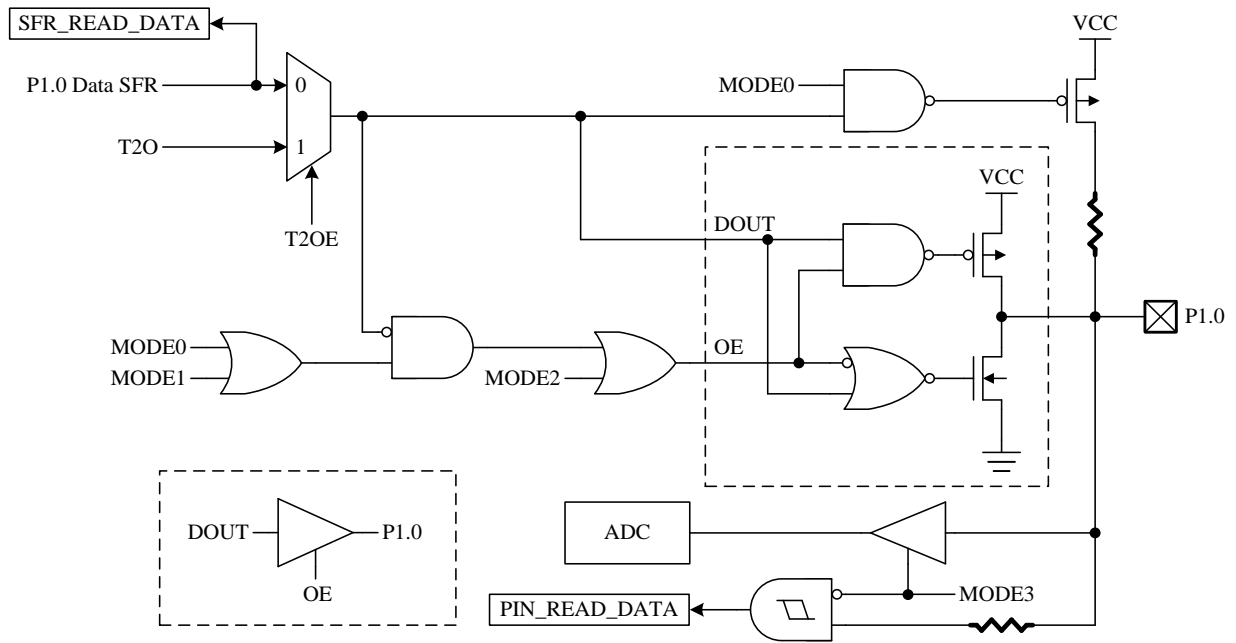 SFR_READ_DATA
VCC
P1.0 Data SFR
0
MODE0
T2O
1
VCC
T2OE
DOUT
P1.0
MODE0
MODE1
MODE2
OE
DOUT
P1.0
OE
ADC
PIN_READ_DATA
MODE3